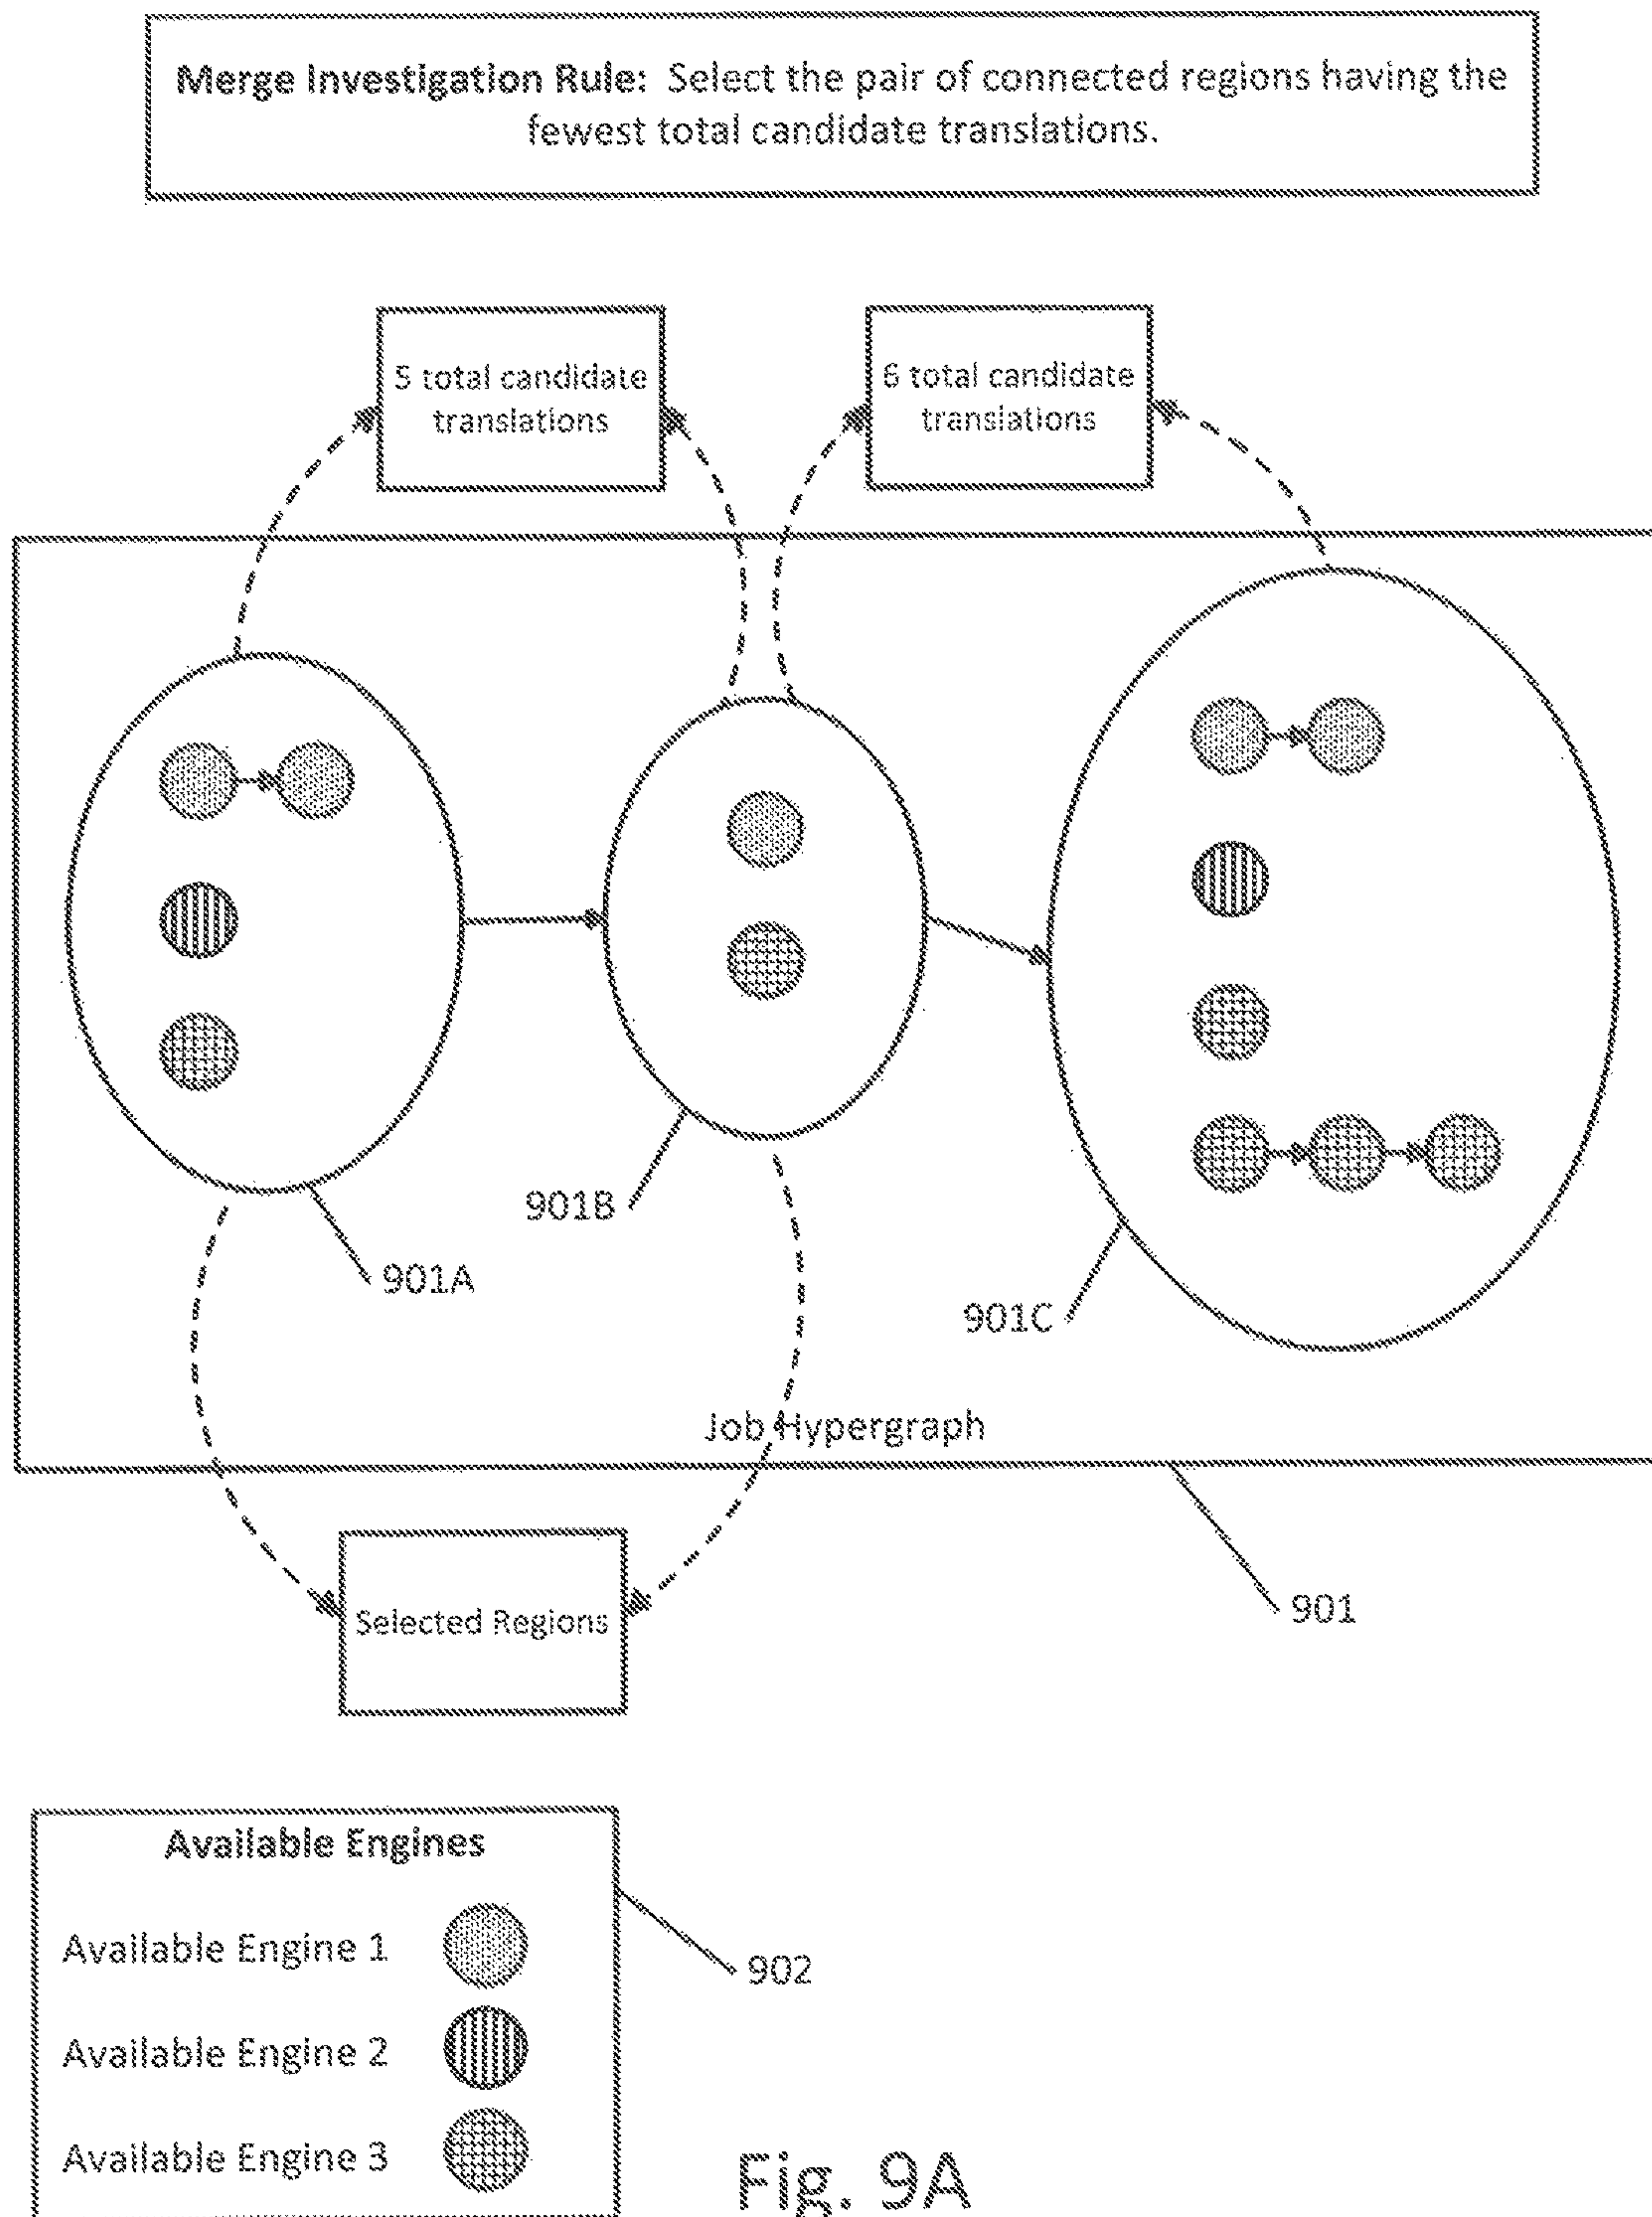 Merge Investigation Rule: Select the pair of connected regions having the
fewest total candidate translations.
5 total candidate
translations
6 total candidate
translations
901B
901A
901C
Job Hypergraph
Selected Regions
901
Available Engines
Available Engine 1
902
Available Engine 2
Available Engine 3
Fig. 9A